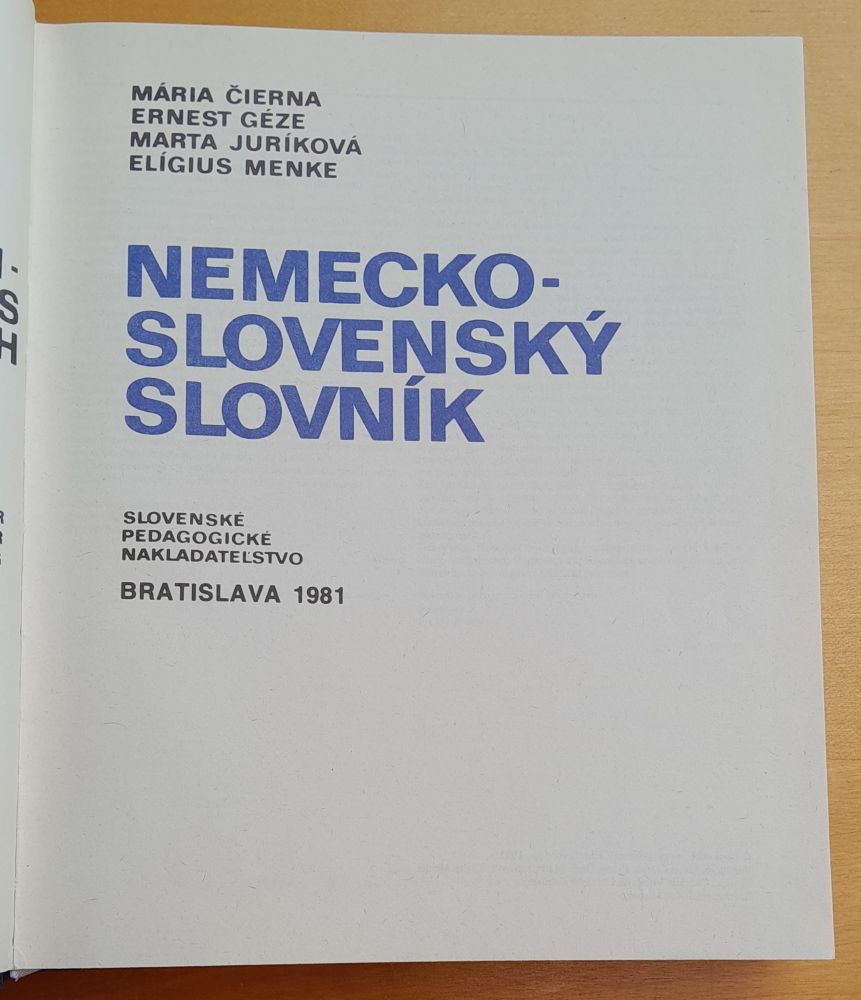 MÁRIA ČIERNA
ERNEST GÉZE
MARTA JURÍKOVÁ
ELÍGIUS MENKE
NEMECKO-
SLOVENSKÝ
SLOVNÍK
SLOVENSKÉ
PEDAGOGICKÉ
NAKLADATEĽSTVO
BRATISLAVA 1981